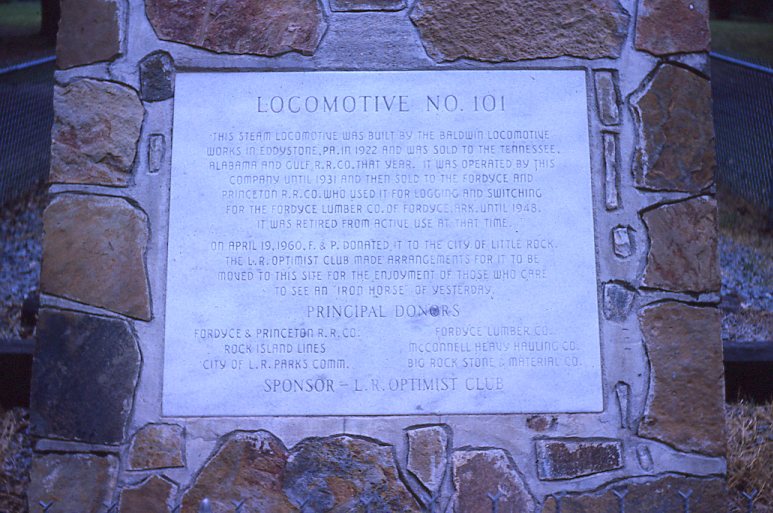 LOCOMOTIVE NO. 101
THIS STEAM LOCOMOTIVE WAS BUILT BY THE BALDWIN LOCOMOTIVE
WORKS IN EDDYSTONE, PA. IN 1922 AND WAS SOLD TO THE TENNESSEE,
ALABAMA AND GULF, R.R. CO. THAT YEAR. IT WAS OPERATED BY THIS
COMPANY UNTIL 1931 AND THEN SOLD TO THE FORDYCE AND
PRINCETON R.R. CO. WHO USED IT FOR LOGGING AND SWITCHING
FOR THE FORDYCE LUMBER CO. OF FORDYCE, ARK. UNTIL 1948.
IT WAS RETIRED FROM ACTIVE USE AT THAT TIME.
ON APRIL 19, 1960, F. & P. DONATED IT TO THE CITY OF LITTLE ROCK.
THE L.R. OPTIMIST CLUB MADE ARRANGEMENTS FOR IT TO BE
MOVED TO THIS SITE FOR THE ENJOYMENT OF THOSE WHO CARE
TO SEE AN "IRON HORSE" OF YESTERDAY.
PRINCIPAL DONORS
FORDYCE & PRINCETON R.R. CO. FORDYCE LUMBER CO.
ROCK ISLAND LINES McCONNELL HEAVY HAULING CO.
CITY OF L.R. PARKS COMM. BIG ROCK STONE & MATERIAL CO.
SPONSOR - L.R. OPTIMIST CLUB